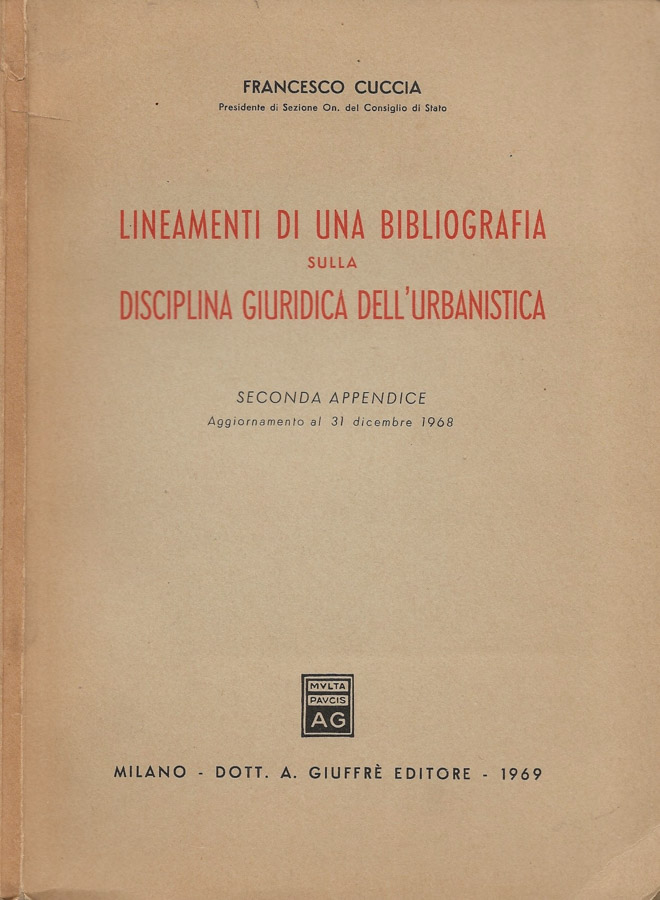 FRANCESCO CUCCIA
Presidente di Sezione On. del Consiglio di Stato
LINEAMENTI DI UNA BIBLIOGRAFIA
SULLA
DISCIPLINA GIURIDICA DELL'URBANISTICA
SECONDA APPENDICE
Aggiornamento al 31 dicembre 1968
MVLTA
PAVCIS
AG
MILANO - DOTT. A. GIUFFRÈ EDITORE - 1969